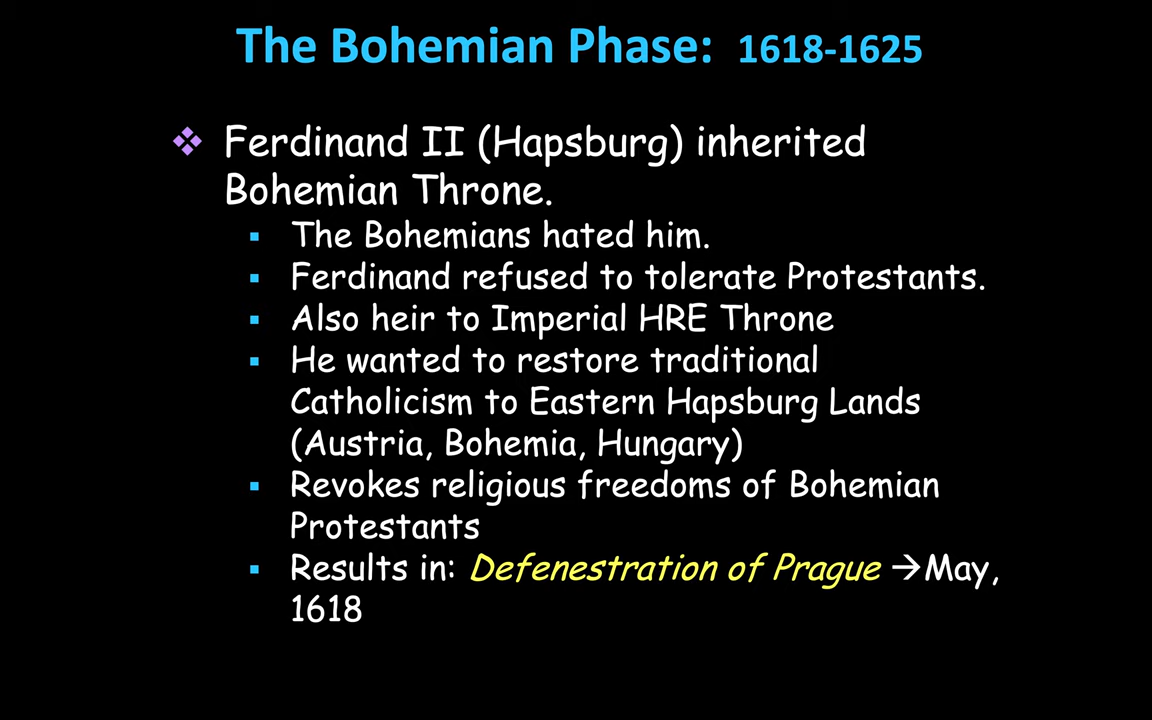 The Bohemian Phase: 1618-1625
❖ Ferdinand II (Hapsburg) inherited
Bohemian Throne.
▪ The Bohemians hated him.
▪ Ferdinand refused to tolerate Protestants.
▪ Also heir to Imperial HRE Throne
▪ He wanted to restore traditional
Catholicism to Eastern Hapsburg Lands
(Austria, Bohemia, Hungary)
▪ Revokes religious freedoms of Bohemian
Protestants
▪ Results in: Defenestration of Prague →May,
1618